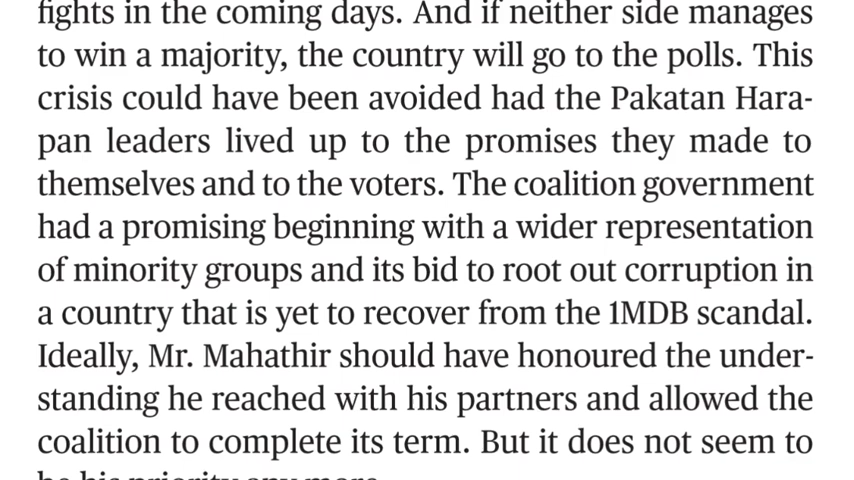 fights in the coming days. And if neither side manages
to win a majority, the country will go to the polls. This
crisis could have been avoided had the Pakatan Hara-
pan leaders lived up to the promises they made to
themselves and to the voters. The coalition government
had a promising beginning with a wider representation
of minority groups and its bid to root out corruption in
a country that is yet to recover from the 1MDB scandal.
Ideally, Mr. Mahathir should have honoured the under-
standing he reached with his partners and allowed the
coalition to complete its term. But it does not seem to
be his priority any more.